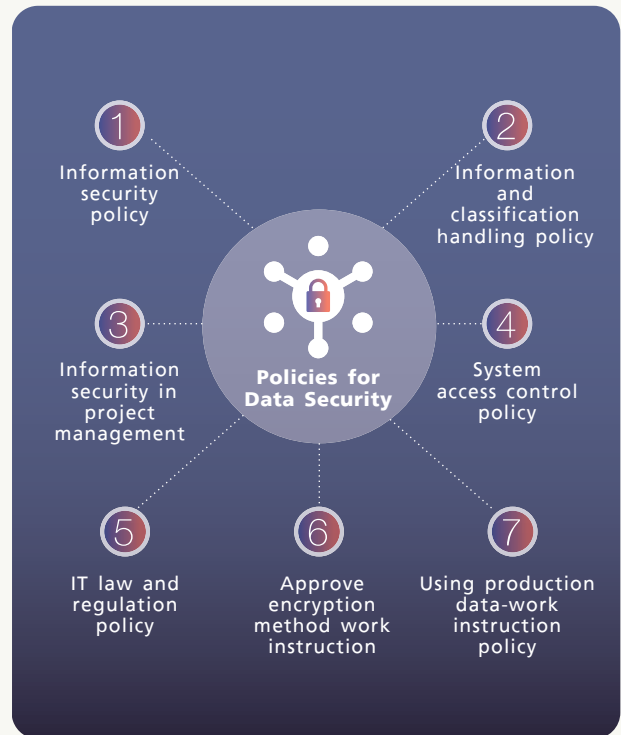 1
Information
security
policy
2
Information
and
classification
handling policy
Policies for
Data Security
3
Information
security in
project
management
4
System
access control
policy
5
IT law and
regulation
policy
6
Approve
encryption
method work
instruction
7
Using production
data-work
instruction
policy